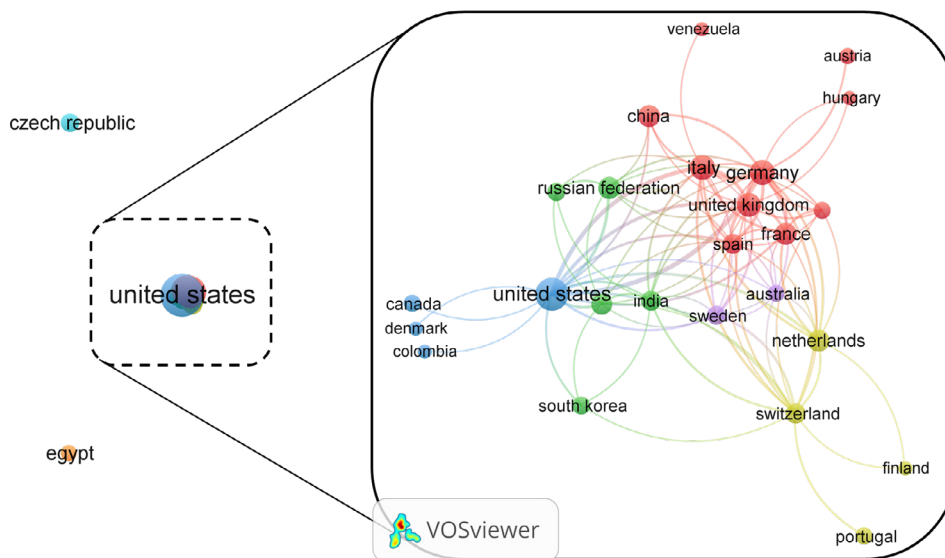 venezuela
austria
hungary
china
czech republic
italy
germany
russian federation
united kingdom
france
spain
united states
united states
india
australia
canada
sweden
denmark
netherlands
colombia
south korea
switzerland
egypt
finland
VOSviewer
portugal